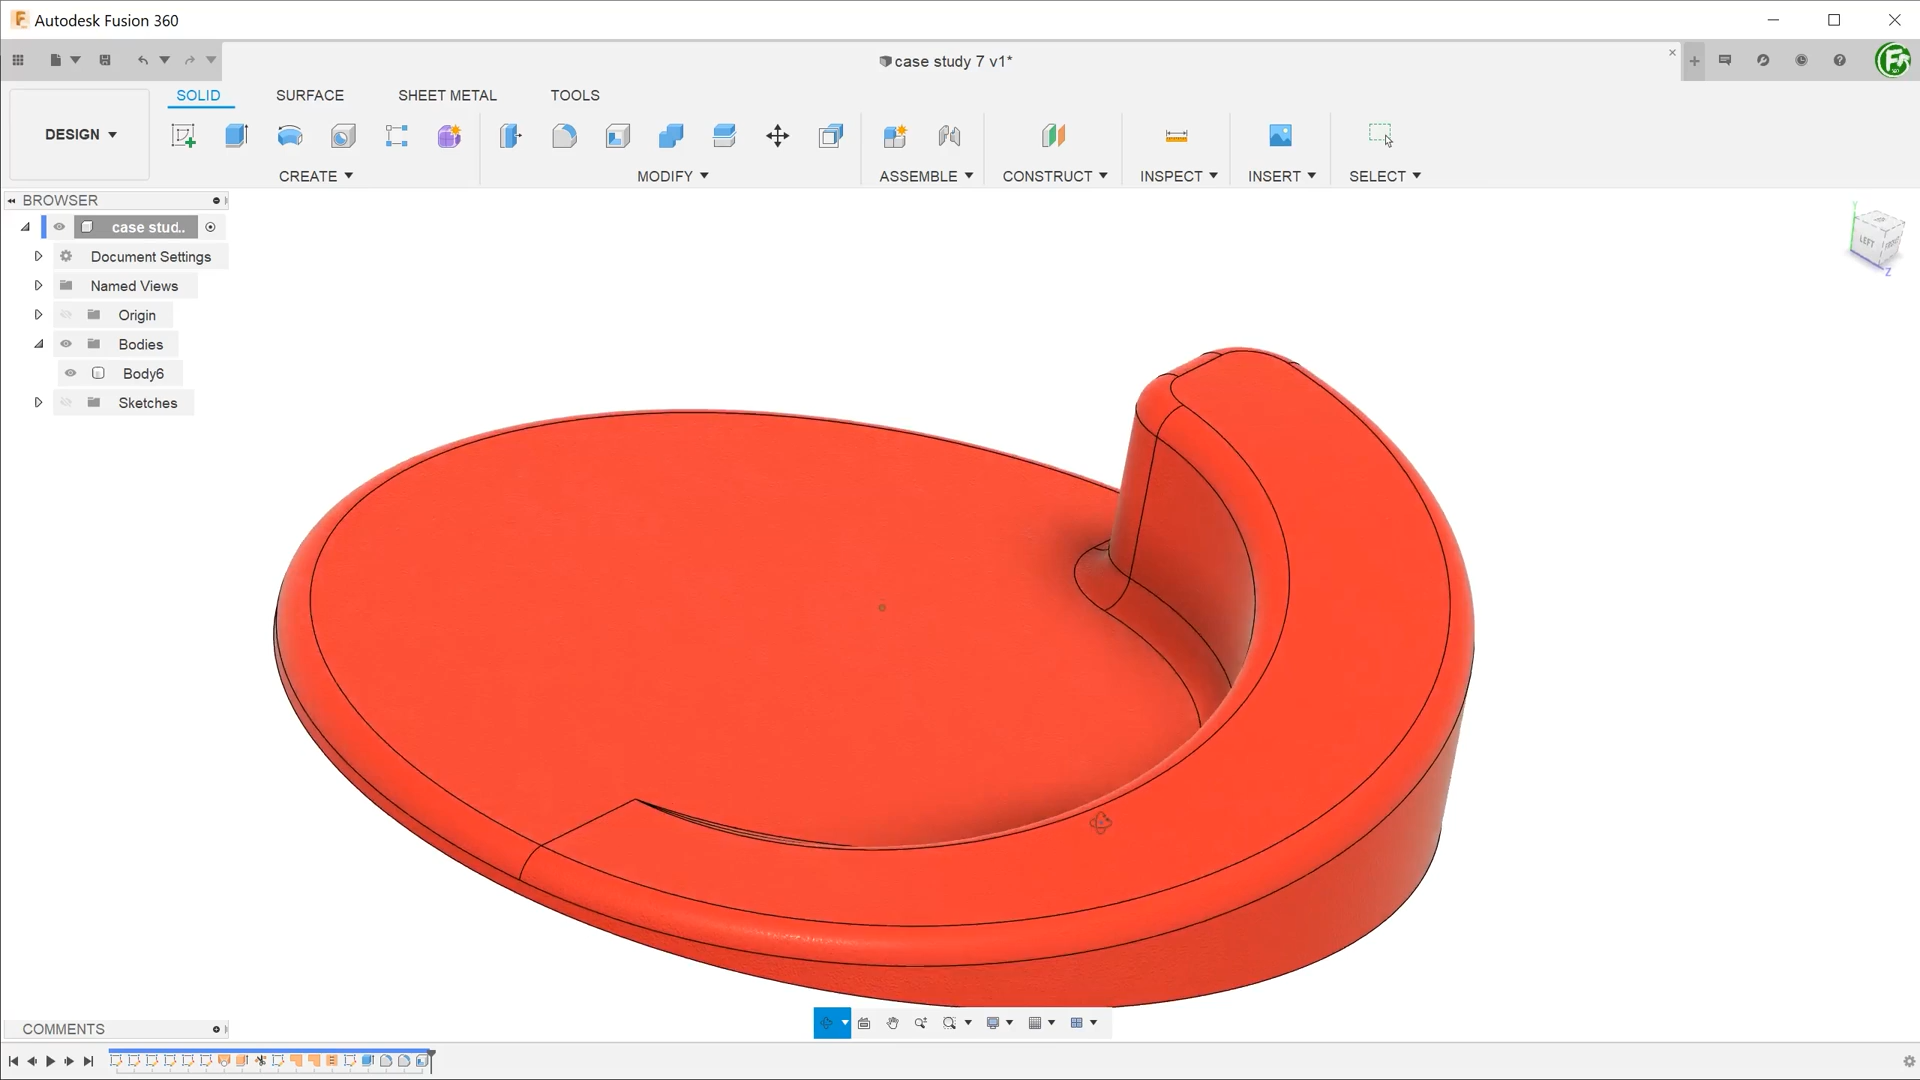 Autodesk Fusion 360
case study 7 v1*
SOLID SURFACE SHEET METAL TOOLS
DESIGN
CREATE MODIFY ASSEMBLE CONSTRUCT INSPECT INSERT SELECT
BROWSER
case stud..
Document Settings
Named Views
Origin
Bodies
Body6
Sketches
Y
LEFT
Z
COMMENTS